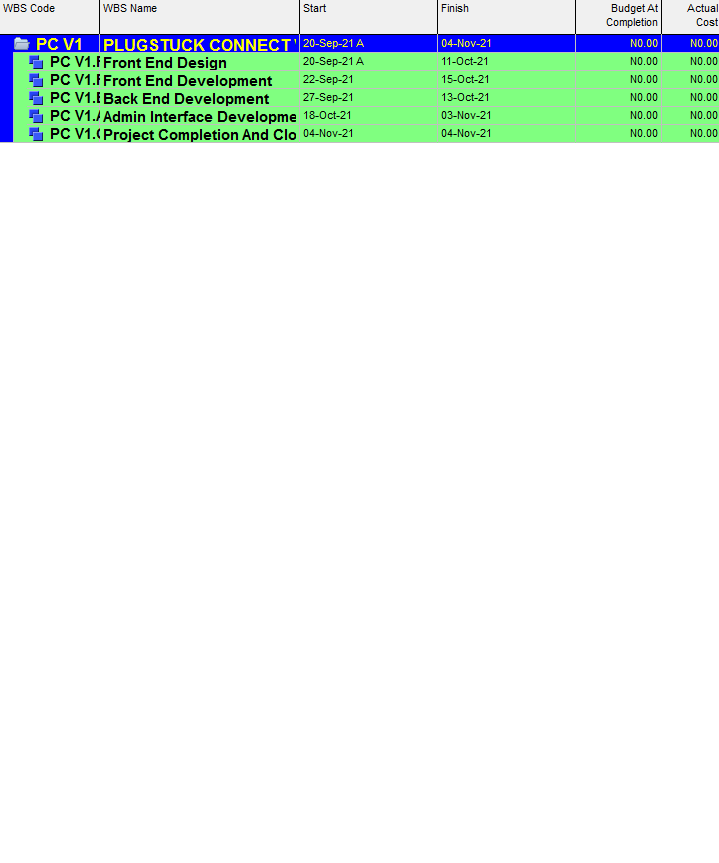 WBS Code WBS Name Start Finish Budget At Completion Actual Cost
PC V1 PLUGSTUCK CONNECT 20-Sep-21 A 04-Nov-21 N0.00 N0.00
PC V1.F Front End Design 20-Sep-21 A 11-Oct-21 N0.00 N0.00
PC V1.F Front End Development 22-Sep-21 15-Oct-21 N0.00 N0.00
PC V1.B Back End Development 27-Sep-21 13-Oct-21 N0.00 N0.00
PC V1.A Admin Interface Developme 18-Oct-21 03-Nov-21 N0.00 N0.00
PC V1.C Project Completion And Clo 04-Nov-21 04-Nov-21 N0.00 N0.00